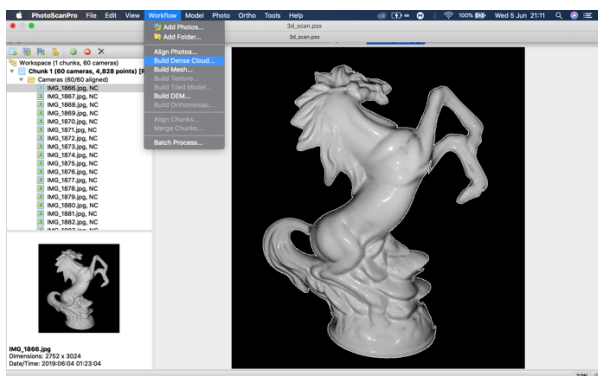 PhotoScanPro File Edit View Workflow Model Photo Ortho Tools Help 100% Wed 5 Jun 21:11
3d_scan.psx
3d_scan.psx
Add Photos...
Add Folder...
Align Photos...
Build Dense Cloud...
Build Mesh...
Build Texture...
Build Tiled Model...
Build DEM...
Build Orthomosaic...
Align Chunks...
Merge Chunks...
Batch Process...
Workspace (1 chunks, 60 cameras)
Chunk 1 (60 cameras, 4,828 points) [R
Cameras (60/60 aligned)
IMG_1866.jpg, NC
IMG_1867.jpg, NC
IMG_1868.jpg, NC
IMG_1869.jpg, NC
IMG_1870.jpg, NC
IMG_1871.jpg, NC
IMG_1872.jpg, NC
IMG_1873.jpg, NC
IMG_1874.jpg, NC
IMG_1875.jpg, NC
IMG_1876.jpg, NC
IMG_1877.jpg, NC
IMG_1878.jpg, NC
IMG_1879.jpg, NC
IMG_1880.jpg, NC
IMG_1881.jpg, NC
IMG_1882.jpg, NC
IMG_1866.jpg
Dimensions: 2752 x 3024
Date/Time: 2019:06:04 01:23:04